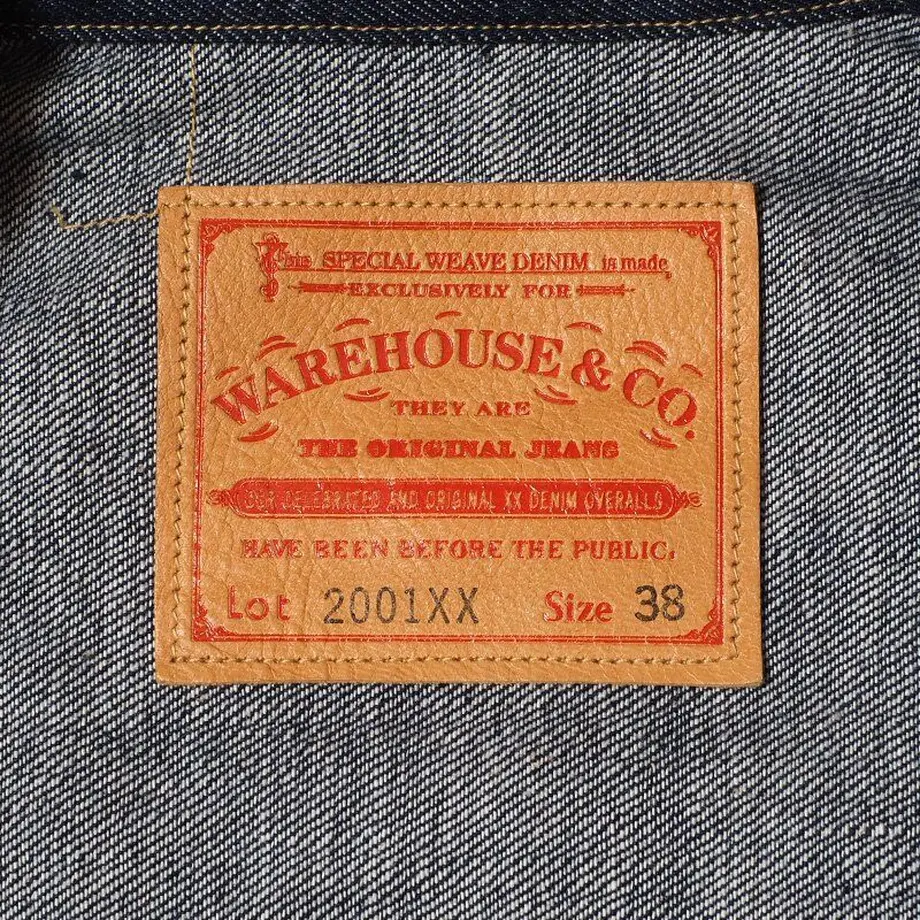 This SPECIAL WEAVE DENIM is made
EXCLUSIVELY FOR
WAREHOUSE & CO.
THEY ARE
THE ORIGINAL JEANS
OUR CELEBRATED AND ORIGINAL XX DENIM OVERALLS
HAVE BEEN BEFORE THE PUBLIC.
Lot 2001XX Size 38